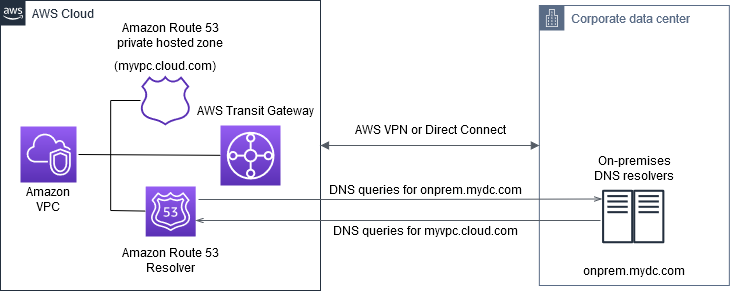 aws
AWS Cloud
Amazon Route 53
private hosted zone
(myvpc.cloud.com)
AWS Transit Gateway
Amazon
VPC
53
Amazon Route 53
Resolver
AWS VPN or Direct Connect
DNS queries for onprem.mydc.com
DNS queries for myvpc.cloud.com
Corporate data center
On-premises
DNS resolvers
onprem.mydc.com